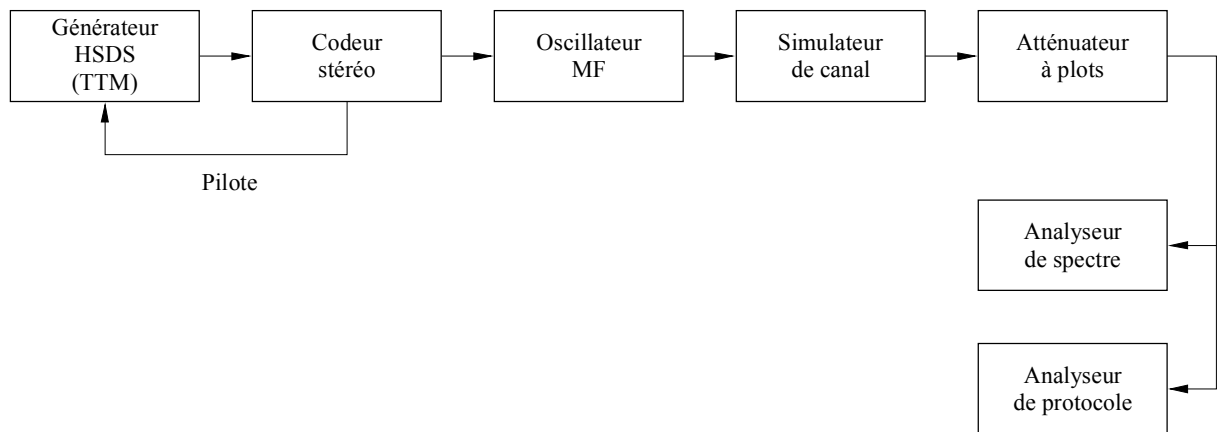 Générateur
HSDS
(TTM)
Codeur
stéréo
Oscillateur
MF
Simulateur
de canal
Atténuateur
à plots
Pilote
Analyseur
de spectre
Analyseur
de protocole